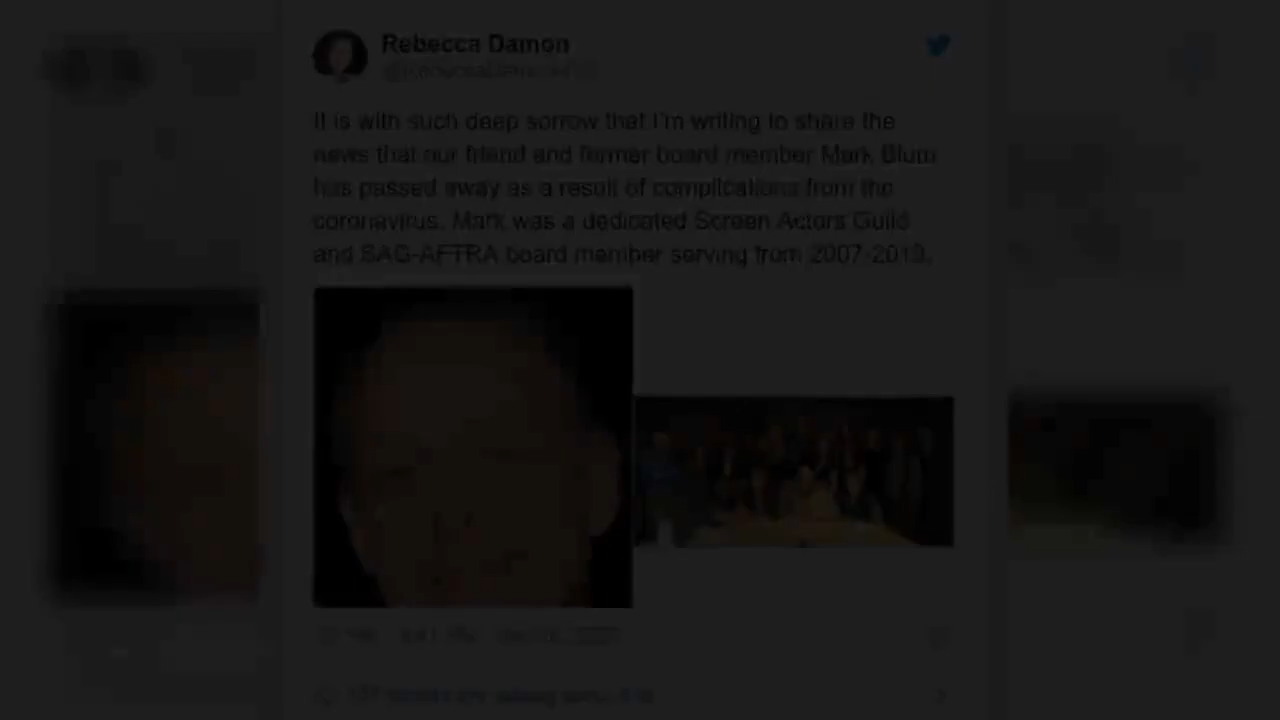 Rebecca Damon
It is with such deep sorrow that I'm writing to share the
news that our friend and former board member Mark Blum
has passed away as a result of complications from the
coronavirus. Mark was a dedicated Screen Actors Guild
and SAG-AFTRA board member serving from 2007-2013.